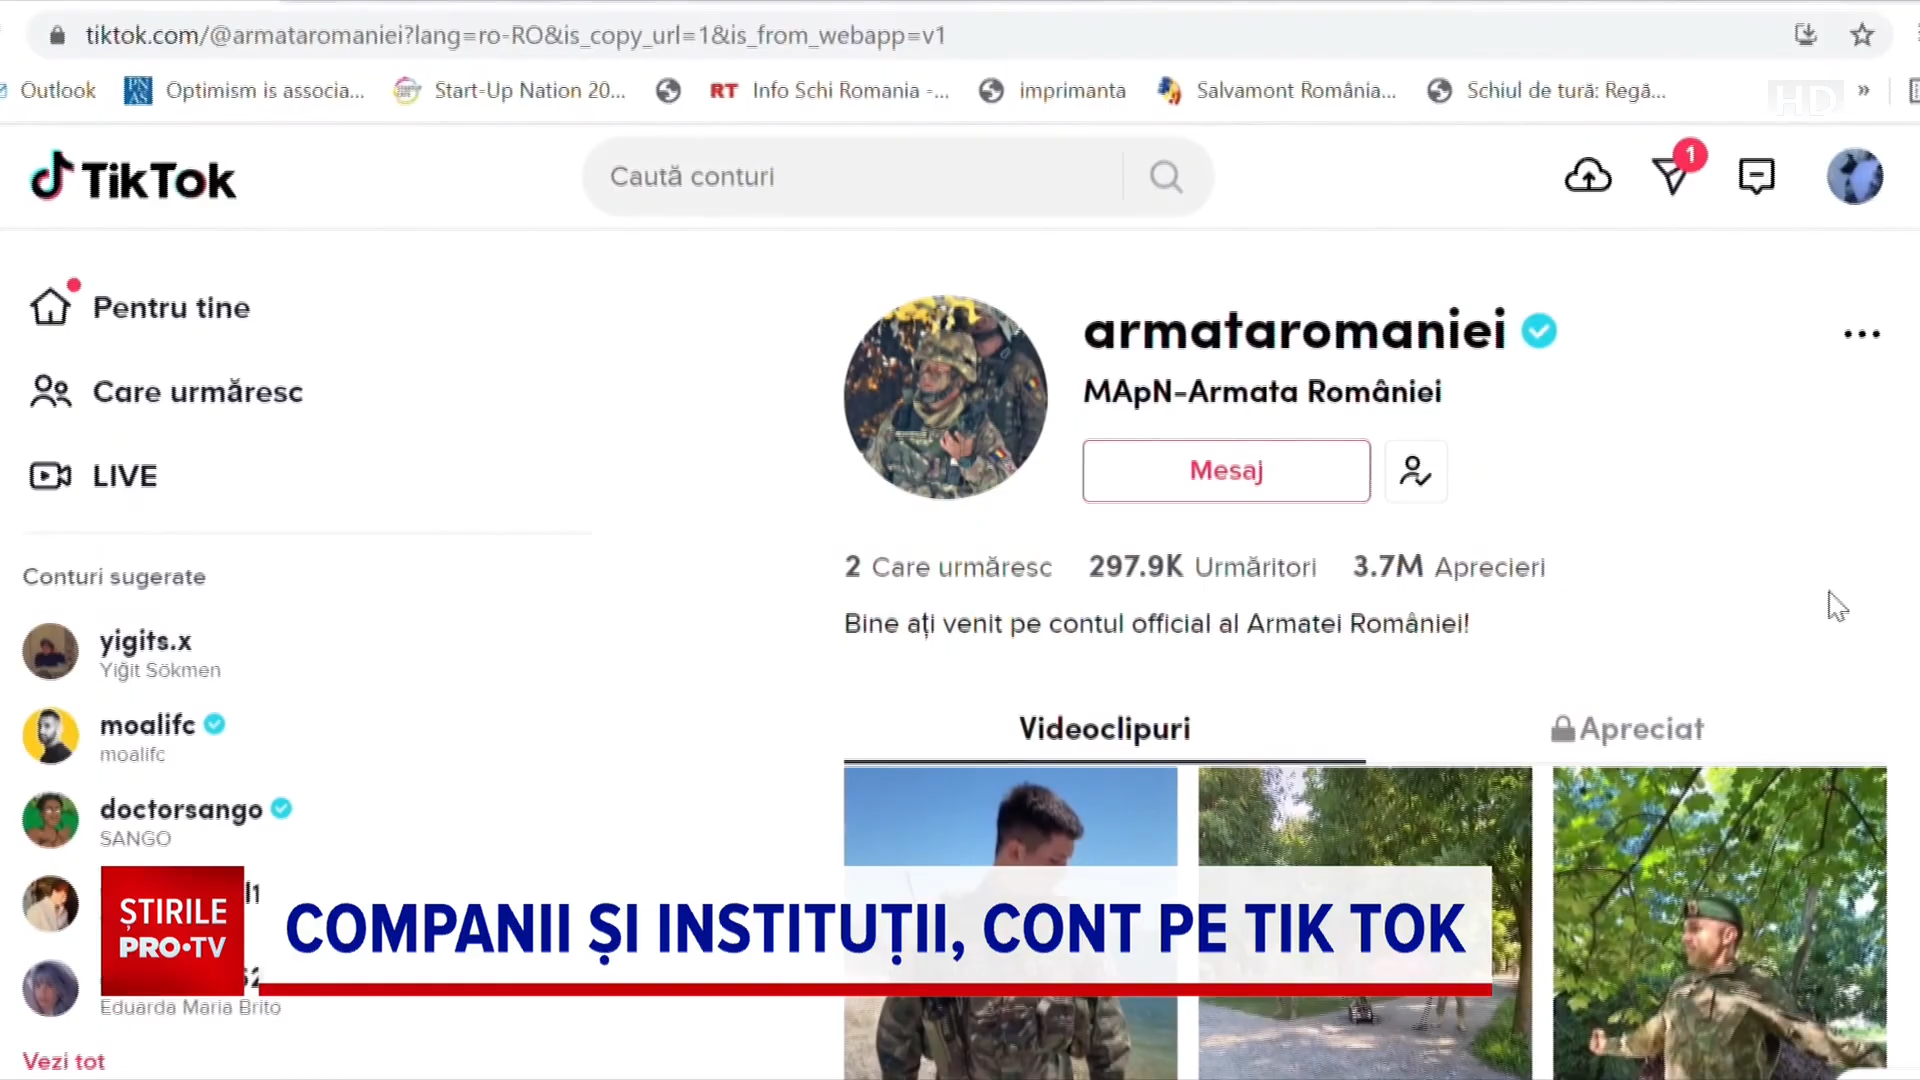 tiktok.com/@armataromaniei?lang=ro-RO&is_copy_url=1&is_from_webapp=v1
Outlook
PN
AS
Optimism is associa...
Start-Up Nation 20...
RT
Info Schi Romania -...
imprimanta
Salvamont România...
Schiul de tură: Regă...
HD
»
TikTok
Caută conturi
1
Pentru tine
Care urmăresc
LIVE
Conturi sugerate
yigits.x
Yiğit Sökmen
moalifc
moalifc
doctorsango
SANGO
Eduarda Maria Brito
Vezi tot
armataromaniei
MApN-Armata României
Mesaj
2 Care urmăresc 297.9K Urmăritori 3.7M Aprecieri
Bine ați venit pe contul official al Armatei României!
Videoclipuri
Apreciat
ȘTIRILE
PRO•TV
COMPANII ȘI INSTITUȚII, CONT PE TIK TOK